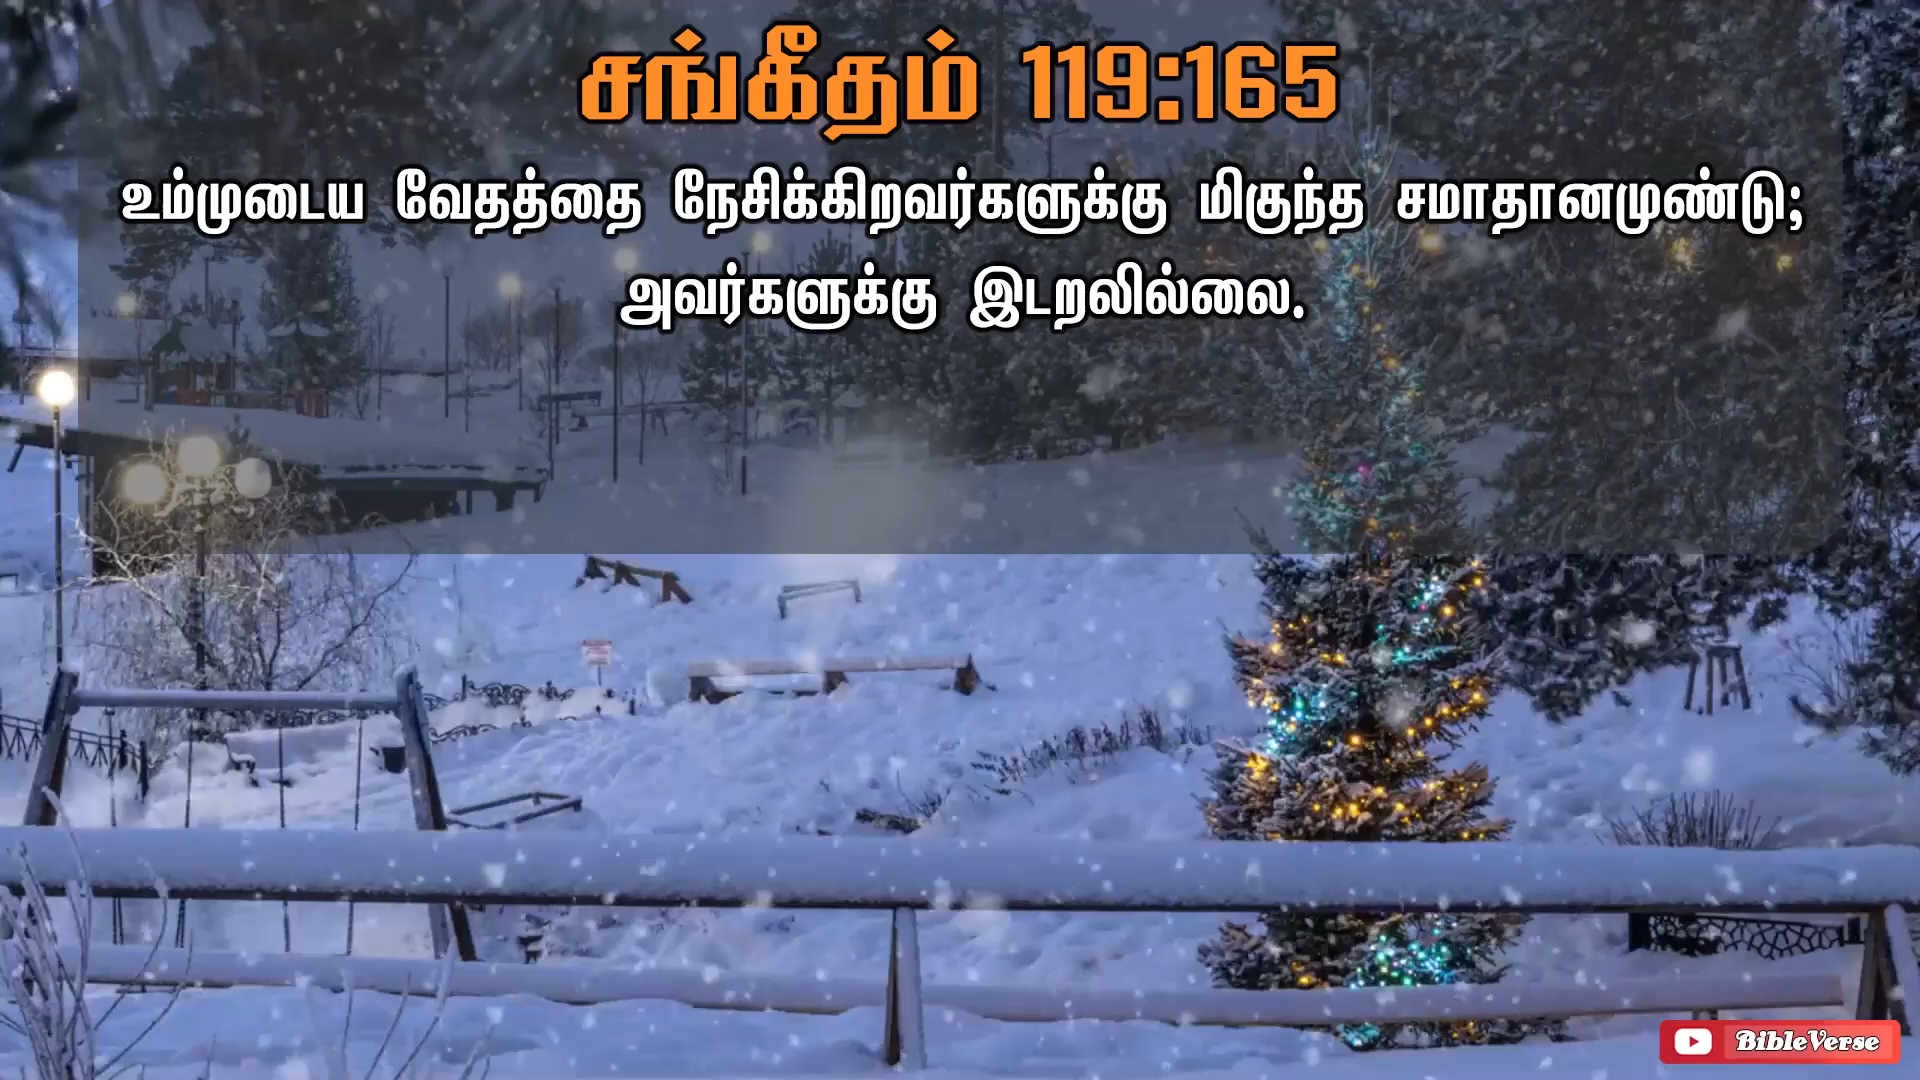 சங்கீதம் 119:165
உம்முடைய வேதத்தை நேசிக்கிறவர்களுக்கு மிகுந்த சமாதானமுண்டு;
அவர்களுக்கு இடறலில்லை.
BibleVerse